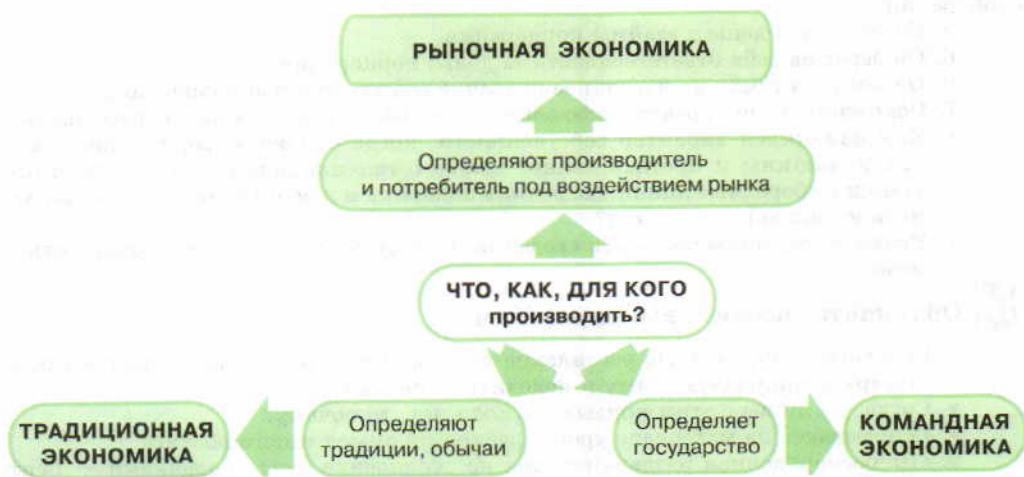 РЫНОЧНАЯ ЭКОНОМИКА
Определяют производитель
и потребитель под воздействием рынка
ЧТО, КАК, ДЛЯ КОГО
производить?
ТРАДИЦИОННАЯ
ЭКОНОМИКА
Определяют
традиции, обычаи
Определяет
государство
КОМАНДНАЯ
ЭКОНОМИКА